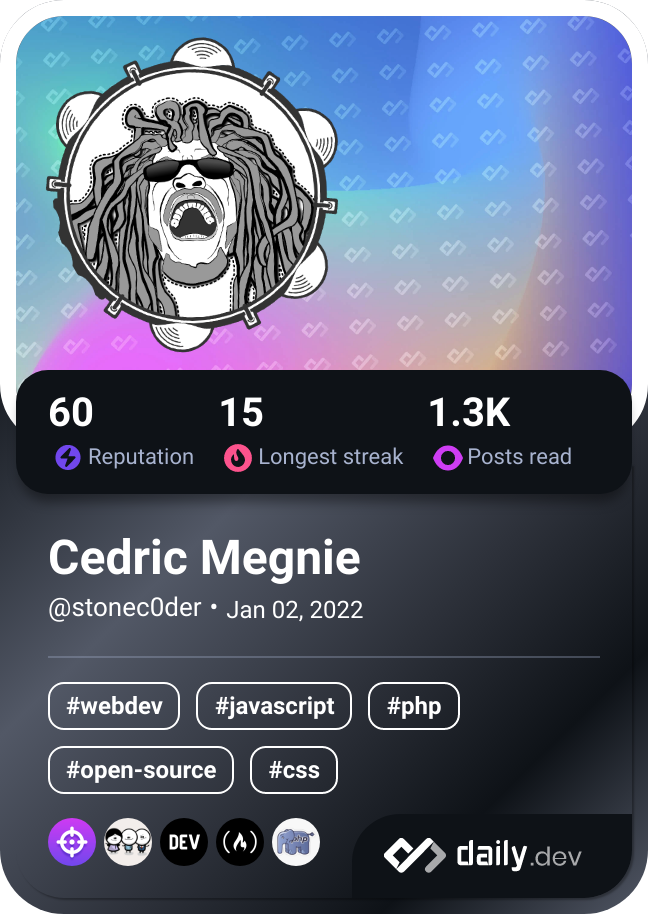 60 15 1.3K
Reputation Longest streak Posts read
Cedric Megnie
@stonec0der • Jan 02, 2022
#webdev #javascript #php
#open-source #css
DEV php
daily.dev